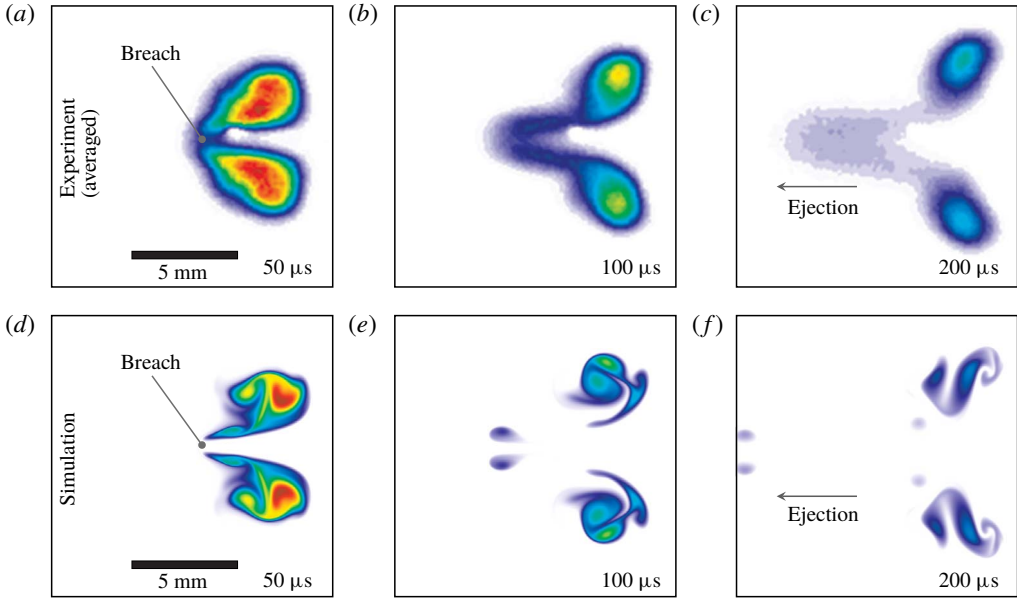 (a)
(b)
(c)
Breach
Experiment
(averaged)
Ejection
5 mm
50 μs
100 μs
200 μs
(d)
(e)
(f)
Breach
Simulation
Ejection
5 mm
50 μs
100 μs
200 μs